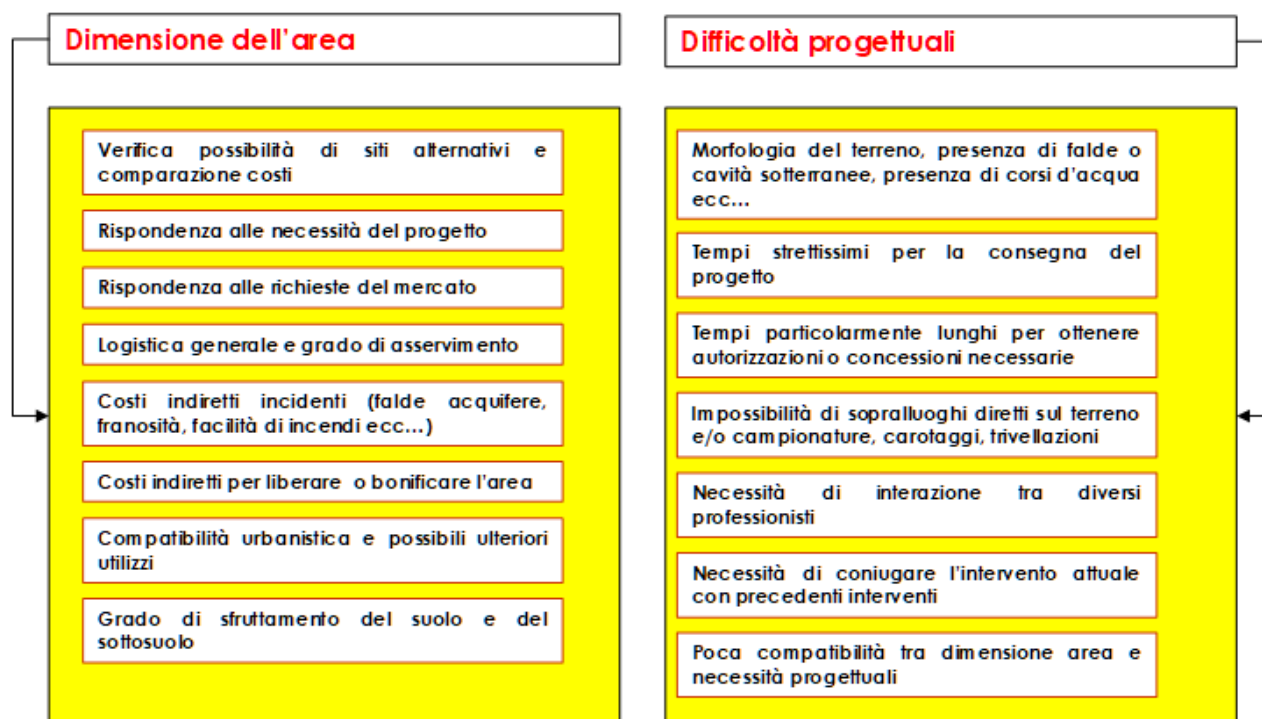 Dimensione dell'area
Verifica possibilità di siti alternativi e
comparazione costi
Rispondenza alle necessità del progetto
Rispondenza alle richieste del mercato
Logistica generale e grado di asservimento
Costi indiretti incidenti (falde acquifere,
franosità, facilità di incendi ecc...)
Costi indiretti per liberare o bonificare l'area
Compatibilità urbanistica e possibili ulteriori
utilizzi
Grado di sfruttamento del suolo e del
sottosuolo
Difficoltà progettuali
Morfologia del terreno, presenza di falde o
cavità sotterranee, presenza di corsi d'acqua
ecc...
Tempi strettissimi per la consegna del
progetto
Tempi particolarmente lunghi per ottenere
autorizzazioni o concessioni necessarie
Impossibilità di sopralluoghi diretti sul terreno
e/o campionature, carotaggi, trivellazioni
Necessità di interazione tra diversi
professionisti
Necessità di coniugare l'intervento attuale
con precedenti interventi
Poca compatibilità tra dimensione area e
necessità progettuali